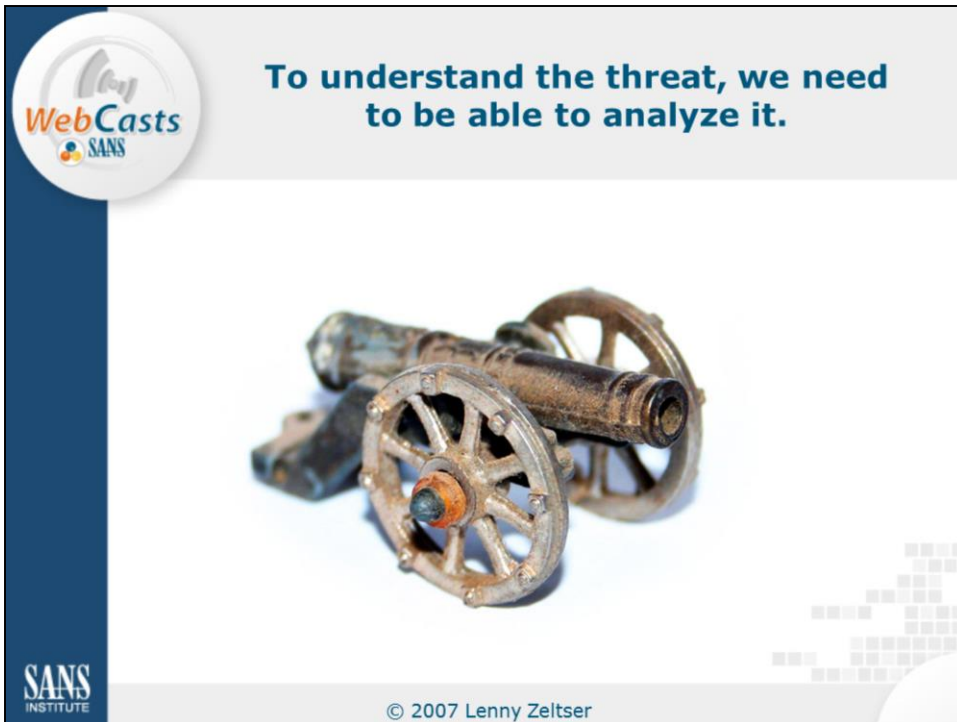 To understand the threat, we need
to be able to analyze it.
WebCasts
SANS
SANS
INSTITUTE
© 2007 Lenny Zeltser